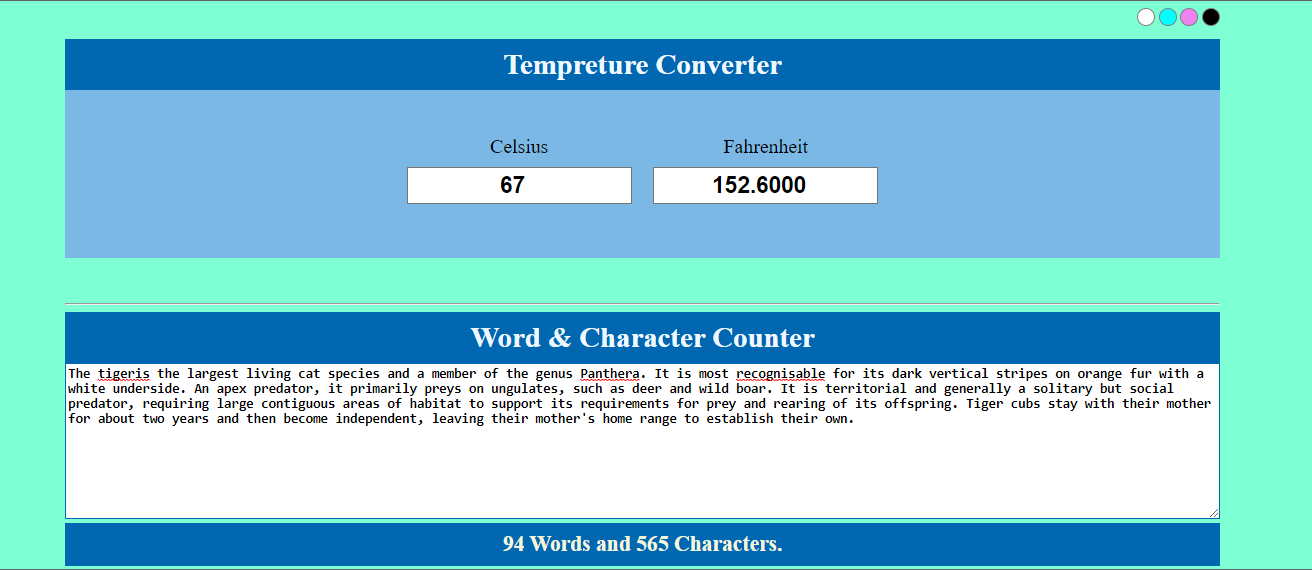 Tempreture Converter
Celsius Fahrenheit
67 152.6000
Word & Character Counter
The tigeris the largest living cat species and a member of the genus Panthera. It is most recognisable for its dark vertical stripes on orange fur with a
white underside. An apex predator, it primarily preys on ungulates, such as deer and wild boar. It is territorial and generally a solitary but social
predator, requiring large contiguous areas of habitat to support its requirements for prey and rearing of its offspring. Tiger cubs stay with their mother
for about two years and then become independent, leaving their mother's home range to establish their own.
94 Words and 565 Characters.